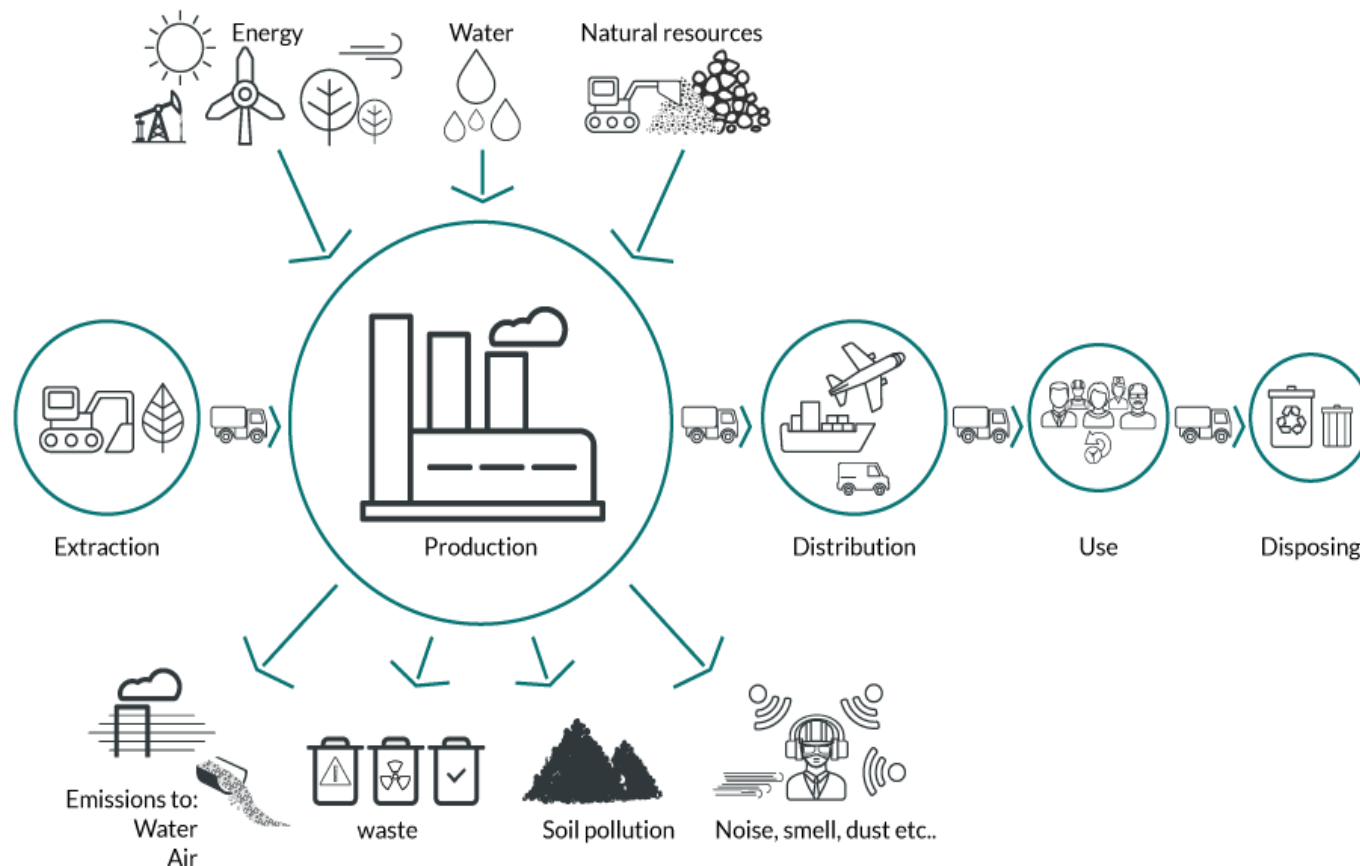 Energy
Water
Natural resources
Extraction
Production
Distribution
Use
Disposing
Emissions to:
Water
Air
waste
Soil pollution
Noise, smell, dust etc..